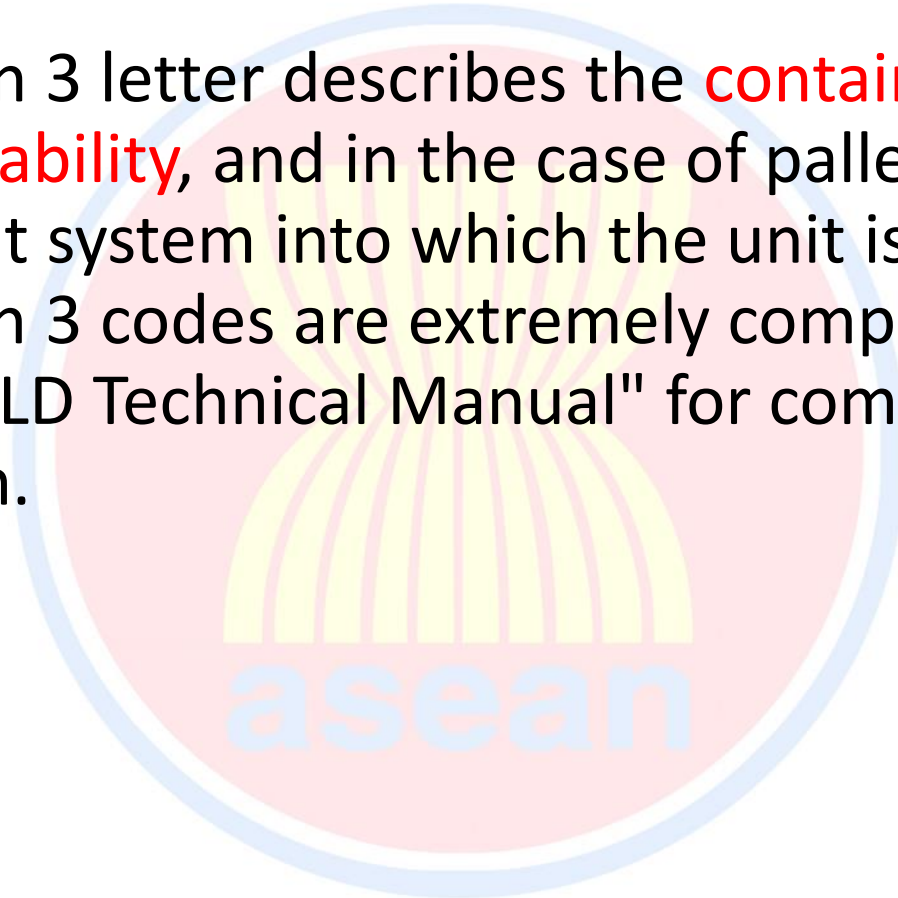 n 3 letter describes the contain
ability, and in the case of palle
t system into which the unit is
n 3 codes are extremely comp
LD Technical Manual" for com
n.
asean